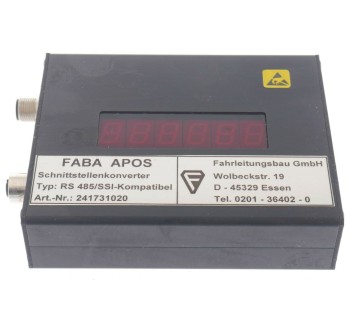 FABA APOS
Schnittstellenkonverter
Typ: RS 485/SSI-Kompatibel
Art.-Nr.: 241731020
Fahrleitungsbau GmbH
Wolbeckstr. 19
D - 45329 Essen
Tel. 0201 - 36402 - 0